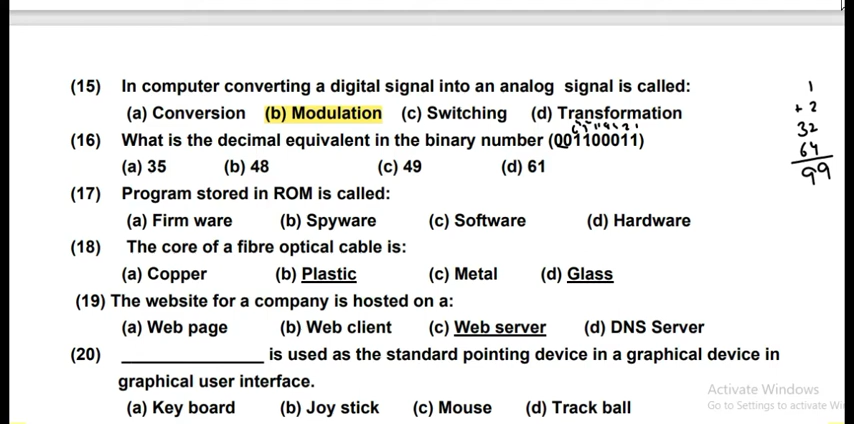 (15) In computer converting a digital signal into an analog signal is called:
(a) Conversion (b) Modulation (c) Switching (d) Transformation
(16) What is the decimal equivalent in the binary number (001100011)
(a) 35 (b) 48 (c) 49 (d) 61
(17) Program stored in ROM is called:
(a) Firm ware (b) Spyware (c) Software (d) Hardware
(18) The core of a fibre optical cable is:
(a) Copper (b) Plastic (c) Metal (d) Glass
(19) The website for a company is hosted on a:
(a) Web page (b) Web client (c) Web server (d) DNS Server
(20) ______________ is used as the standard pointing device in a graphical device in
graphical user interface.
(a) Key board (b) Joy stick (c) Mouse (d) Track ball
1
+ 2
32
64
99
Activate Windows
Go to Settings to activate Wi